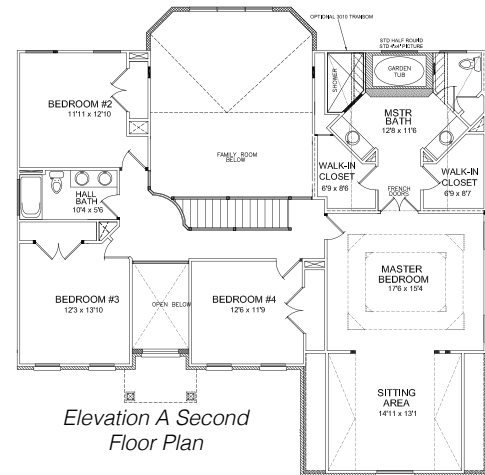 OPTIONAL 3010 TRANSOM
STD HALF ROUND
STD 4'x4' PICTURE
GARDEN
TUB
SHOWER
BEDROOM #2
11'11 x 12'10
MSTR
BATH
12'8 x 11'6
FAMILY ROOM
BELOW
WALK-IN
CLOSET
6'9 x 8'6
WALK-IN
CLOSET
6'9 x 8'7
FRENCH
DOORS
HALL
BATH
10'4 x 5'6
MASTER
BEDROOM
17'6 x 15'4
BEDROOM #3
12'3 x 13'10
OPEN BELOW
BEDROOM #4
12'6 x 11'9
SITTING
AREA
14'11 x 13'1
Elevation A Second
Floor Plan